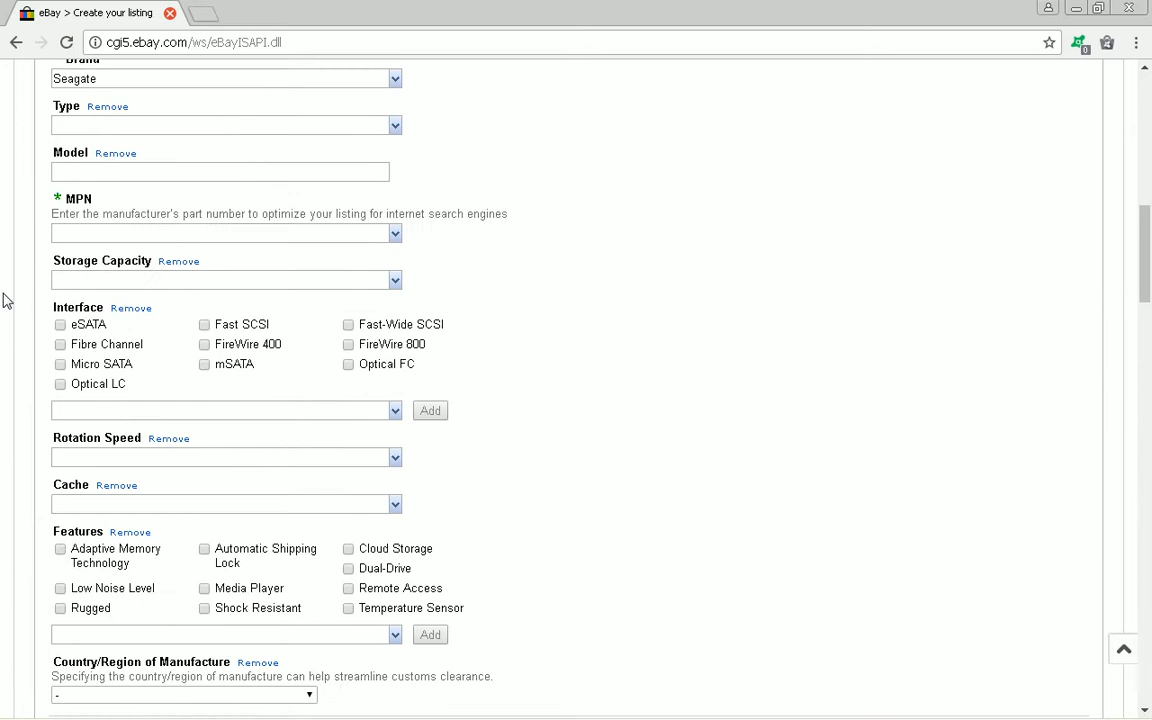 eBay > Create your listing
cgi5.ebay.com/ws/eBayISAPI.dll
0
Brand
Seagate
Type Remove
Model Remove
* MPN
Enter the manufacturer's part number to optimize your listing for internet search engines
Storage Capacity Remove
Interface Remove
eSATA Fast SCSI Fast-Wide SCSI
Fibre Channel FireWire 400 FireWire 800
Micro SATA mSATA Optical FC
Optical LC
Add
Rotation Speed Remove
Cache Remove
Features Remove
Adaptive Memory Technology Automatic Shipping Lock Cloud Storage
Dual-Drive
Low Noise Level Media Player Remote Access
Rugged Shock Resistant Temperature Sensor
Add
Country/Region of Manufacture Remove
Specifying the country/region of manufacture can help streamline customs clearance.
-